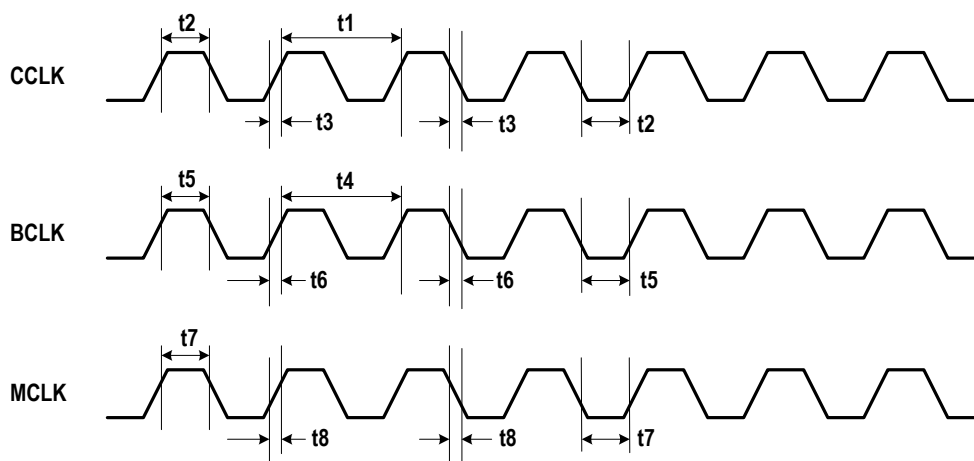 t2 t1
CCLK
t3 t3 t2
t5 t4
BCLK
t6 t6 t5
t7
MCLK
t8 t8 t7